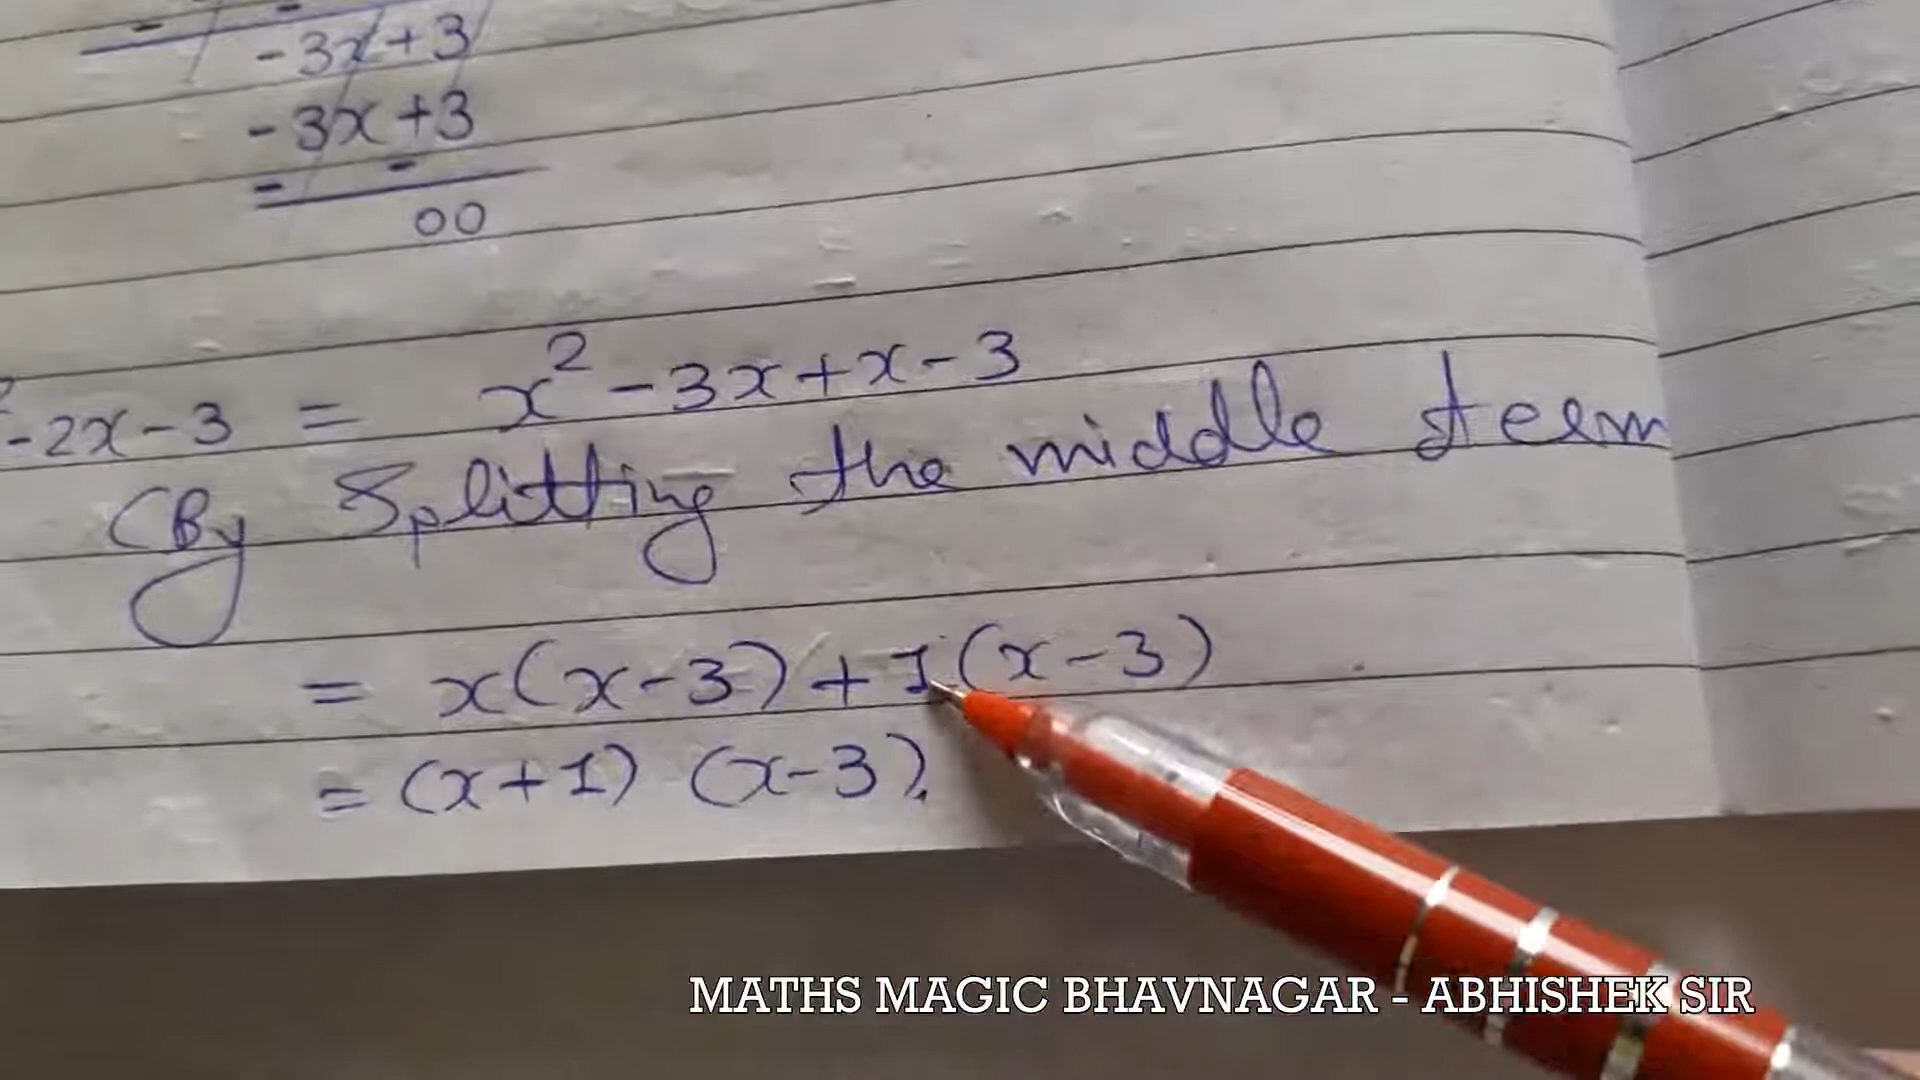 -3x+3
-3x+3
- -
00
-2x-3 = x²-3x+x-3
(By Splitting the middle term
= x(x-3)+1(x-3)
= (x+1) (x-3).
MATHS MAGIC BHAVNAGAR - ABHISHEK SIR